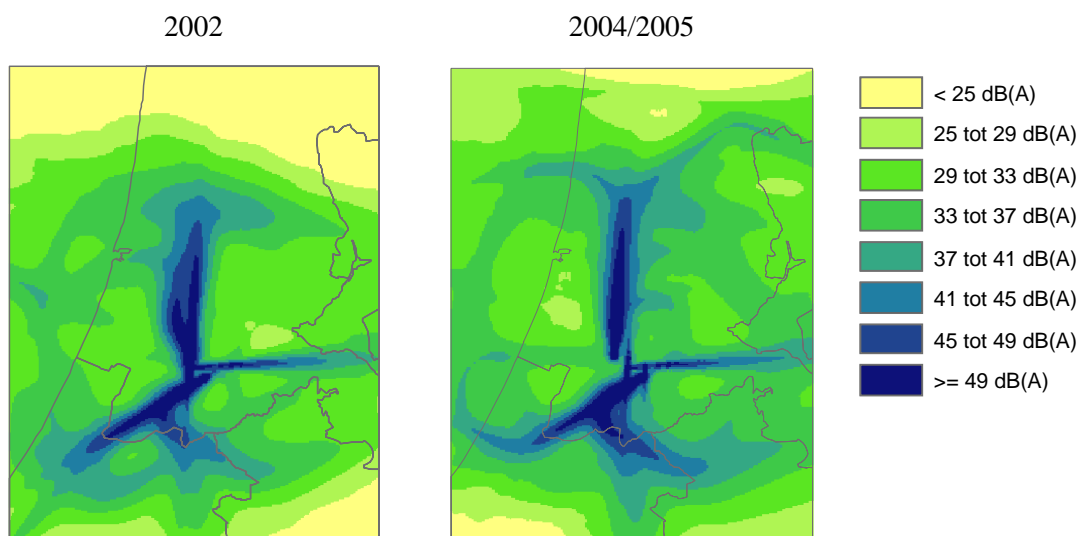 2002 2004/2005
< 25 dB(A)
25 tot 29 dB(A)
29 tot 33 dB(A)
33 tot 37 dB(A)
37 tot 41 dB(A)
41 tot 45 dB(A)
45 tot 49 dB(A)
>= 49 dB(A)